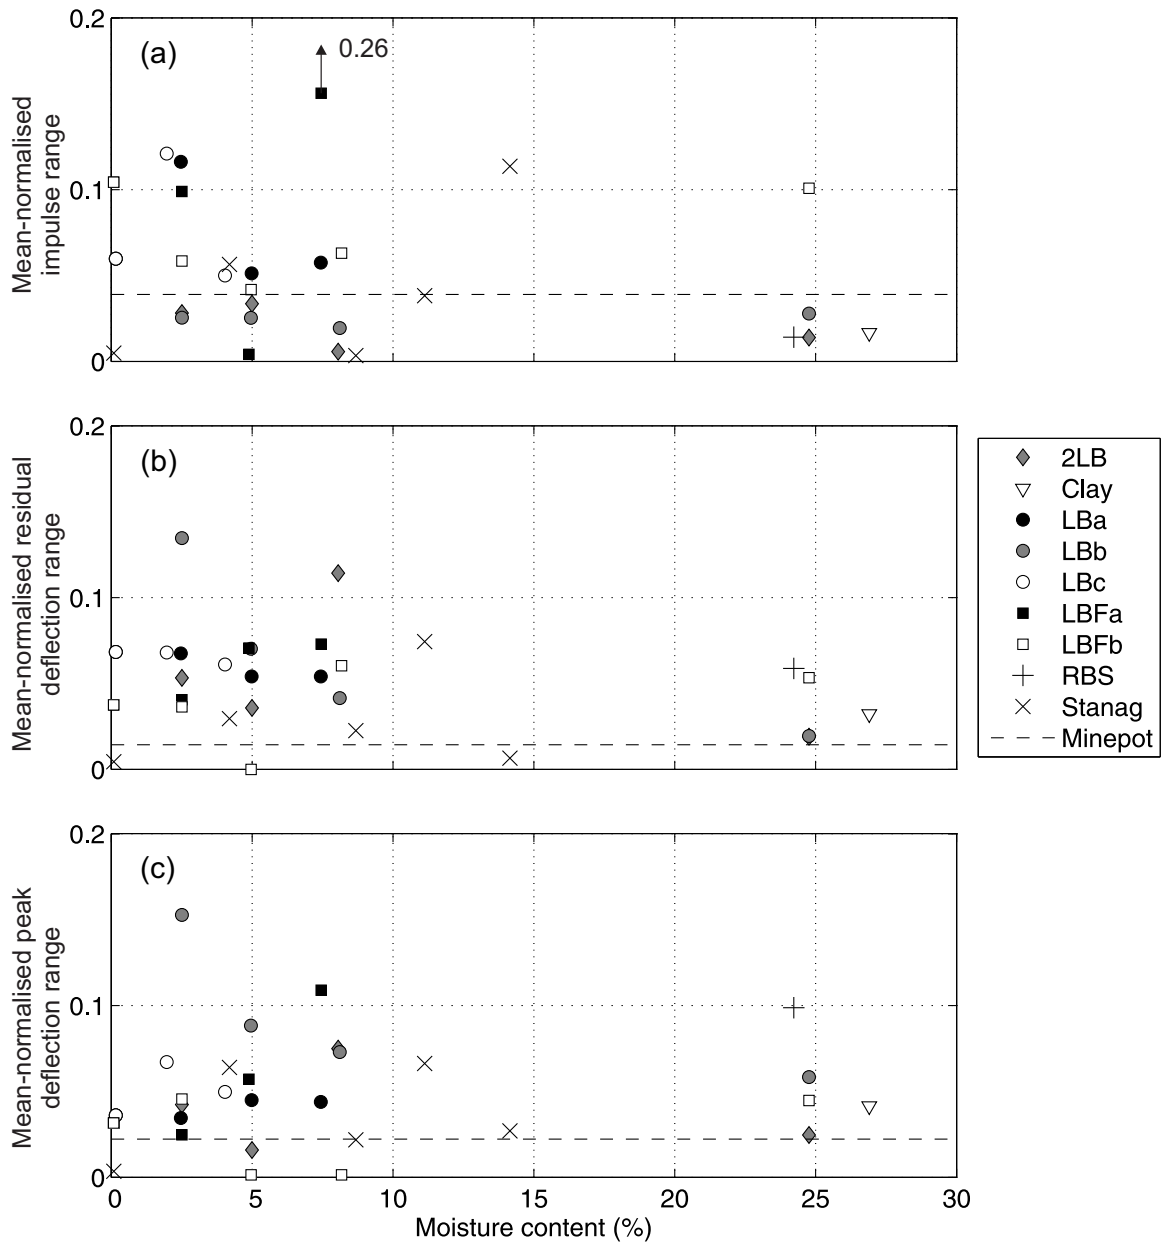 0.2
(a)
0.26
0.1
0
Mean-normalised
impulse range
0.2
(b)
0.1
0
Mean-normalised residual
deflection range
0.2
(c)
0.1
0
Mean-normalised peak
deflection range
0 5 10 15 20 25 30
Moisture content (%)
2LB
Clay
LBa
LBb
LBc
LBFa
LBFb
RBS
Stanag
Minepot